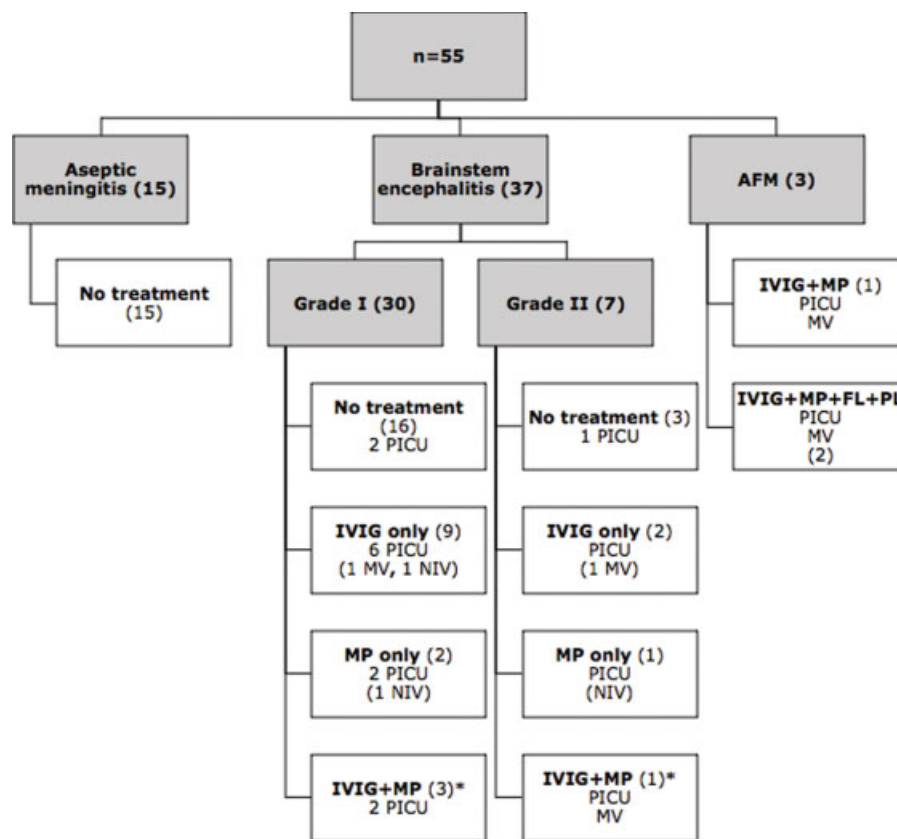 n=55
Aseptic
meningitis (15)
Brainstem
encephalitis (37)
AFM (3)
No treatment
(15)
Grade I (30)
Grade II (7)
IVIG+MP (1)
PICU
MV
No treatment
(16)
2 PICU
No treatment (3)
1 PICU
IVIG+MP+FL+PL
PICU
MV
(2)
IVIG only (9)
6 PICU
(1 MV, 1 NIV)
IVIG only (2)
PICU
(1 MV)
MP only (2)
2 PICU
(1 NIV)
MP only (1)
PICU
(NIV)
IVIG+MP (3)*
2 PICU
IVIG+MP (1)*
PICU
MV